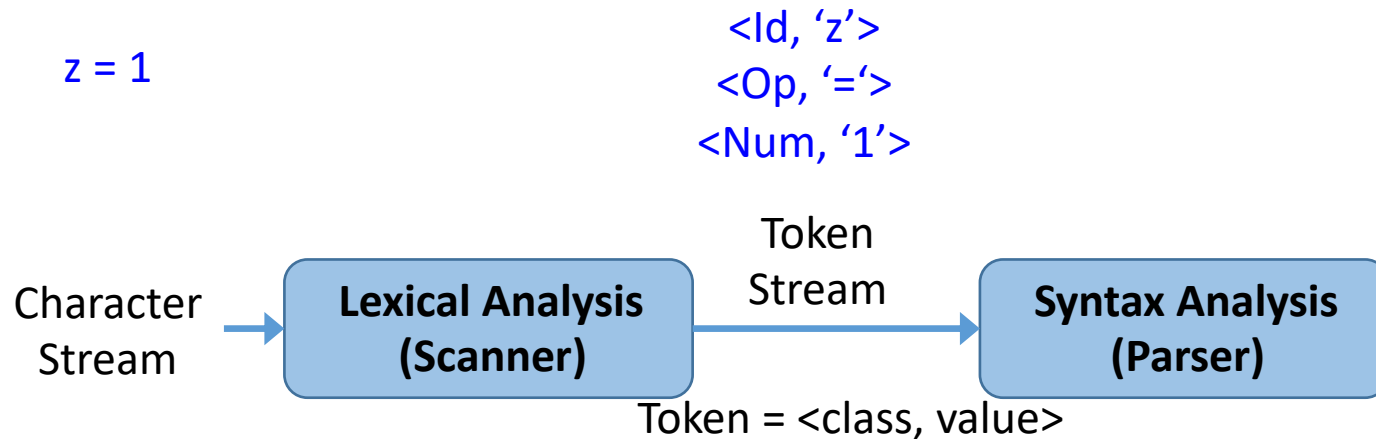 z = 1
<Id, ‘z’>
<Op, ‘=‘>
<Num, ‘1’>
Character
Stream
Lexical Analysis
(Scanner)
Token
Stream
Syntax Analysis
(Parser)
Token = <class, value>